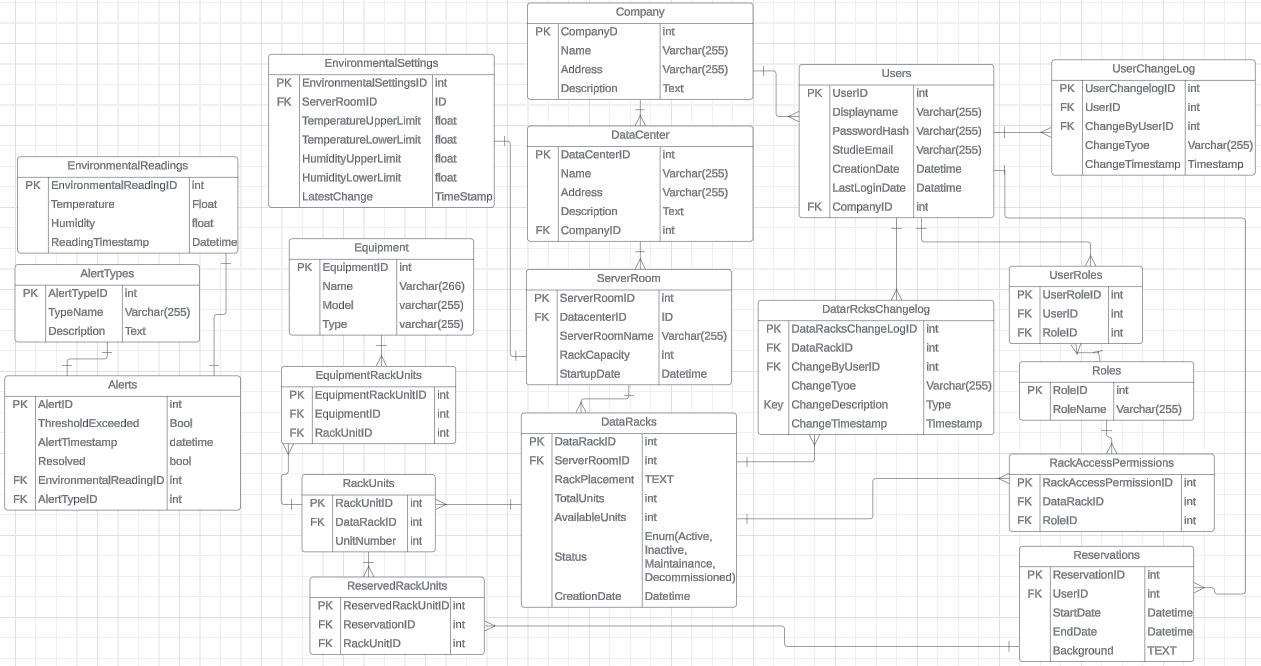 Company
PK CompanyD int
Name Varchar(255)
Address Varchar(255)
Description Text
EnvironmentalSettings
PK EnvironmentalSettingsID int
FK ServerRoomID ID
TemperatureUpperLimit float
TemperatureLowerLimit float
HumidityUpperLimit float
HumidityLowerLimit float
LatestChange TimeStamp
Users
PK UserID int
Displayname Varchar(255)
PasswordHash Varchar(255)
StudieEmail Varchar(255)
CreationDate Datetime
LastLoginDate Datatime
FK CompanyID int
UserChangeLog
PK UserChangelogID int
FK UserID int
FK ChangeByUserID int
ChangeTyoe Varchar(255)
ChangeTimestamp Timestamp
DataCenter
PK DataCenterID int
Name Varchar(255)
Address Varchar(255)
Description Text
FK CompanyID int
EnvironmentalReadings
PK EnvironmentalReadingID int
Temperature Float
Humidity float
ReadingTimestamp Datetime
Equipment
PK EquipmentID int
Name Varchar(266)
Model varchar(255)
Type varchar(255)
AlertTypes
PK AlertTypeID int
TypeName Varchar(255)
Description Text
ServerRoom
PK ServerRoomID int
FK DatacenterID ID
ServerRoomName Varchar(255)
RackCapacity int
StartupDate Datetime
UserRoles
PK UserRoleID int
FK UserID int
FK RoleID int
DatarRcksChangelog
PK DataRacksChangeLogID int
FK DataRackID int
FK ChangeByUserID int
ChangeTyoe Varchar(255)
Key ChangeDescription Type
ChangeTimestamp Timestamp
Roles
PK RoleID int
RoleName Varchar(255)
EquipmentRackUnits
PK EquipmentRackUnitID int
FK EquipmentID int
FK RackUnitID int
Alerts
PK AlertID int
ThresholdExceeded Bool
AlertTimestamp datetime
Resolved bool
FK EnvironmentalReadingID int
FK AlertTypeID int
DataRacks
PK DataRackID int
FK ServerRoomID int
RackPlacement TEXT
TotalUnits int
AvailableUnits int
Status Enum(Active,
Inactive,
Maintainance,
Decommissioned)
CreationDate Datetime
RackAccessPermissions
PK RackAccessPermissionID int
FK DataRackID int
FK RoleID int
RackUnits
PK RackUnitID int
FK DataRackID int
UnitNumber int
Reservations
PK ReservationID int
FK UserID int
StartDate Datetime
EndDate Datetime
Background TEXT
ReservedRackUnits
PK ReservedRackUnitID int
FK ReservationID int
FK RackUnitID int